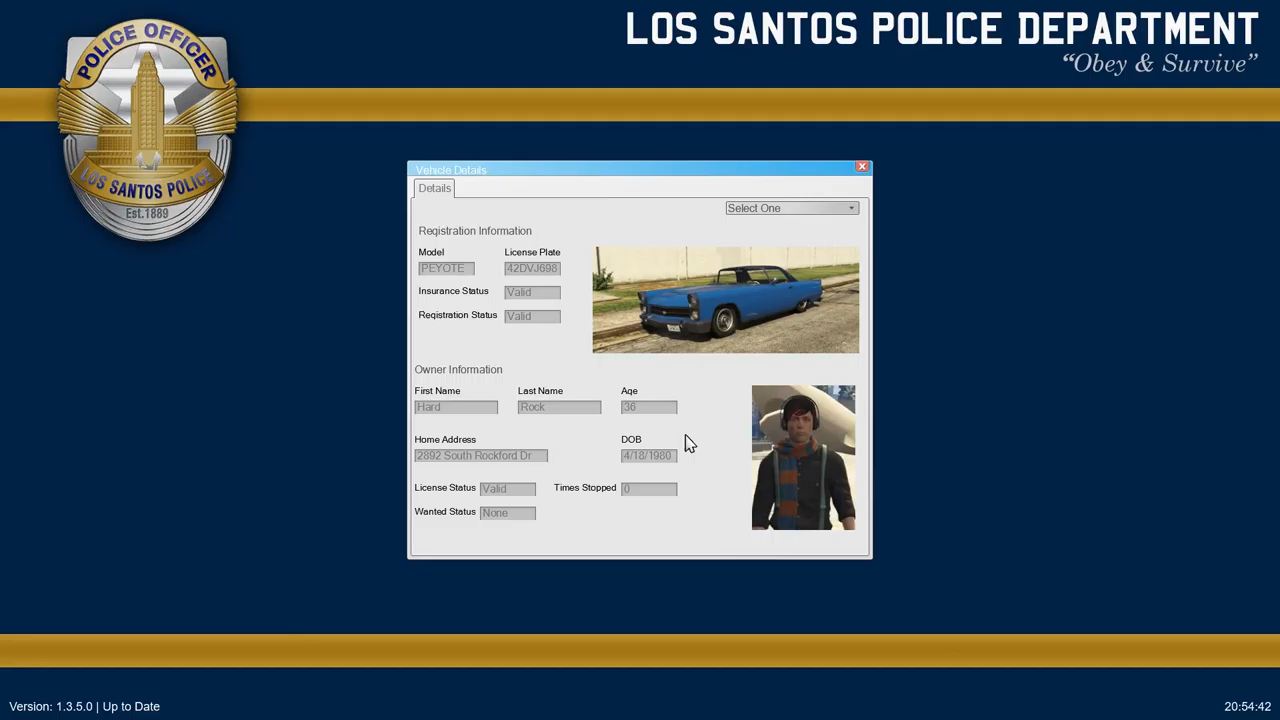 LOS SANTOS POLICE DEPARTMENT
“Obey & Survive”
POLICE OFFICER
LOS SANTOS POLICE
Est.1889
Vehicle Details
Details
Select One
Registration Information
Model
License Plate
PEYOTE
42DVJ698
Insurance Status
Valid
Registration Status
Valid
Owner Information
First Name
Last Name
Age
Hard
Rock
36
Home Address
DOB
2892 South Rockford Dr
4/18/1980
License Status
Valid
Times Stopped
0
Wanted Status
None
Version: 1.3.5.0 | Up to Date
20:54:42